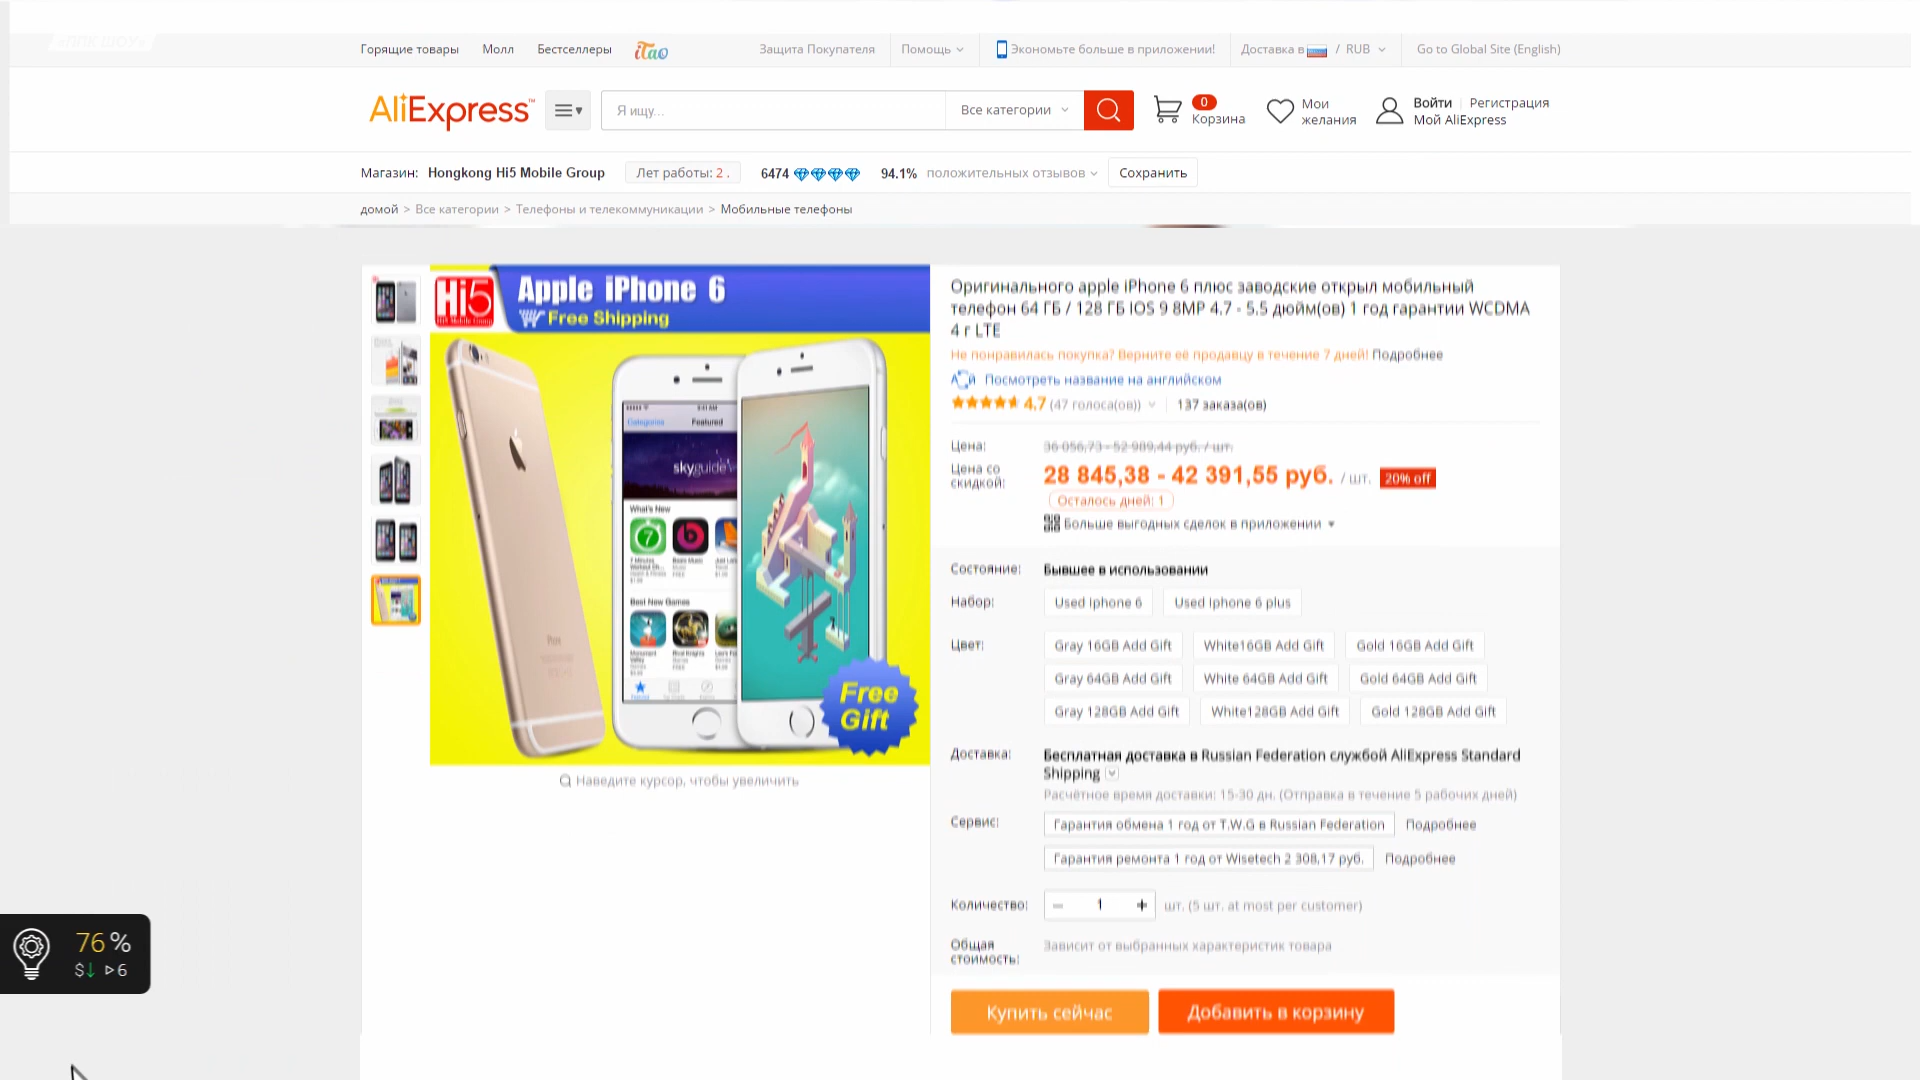 Горящие товары Молл Бестселлеры iTao Защита Покупателя Помощь Экономьте больше в приложении! Доставка в / RUB Go to Global Site (English)
AliExpress™ Я ищу... Все категории 0 Корзина Мои желания Войти Регистрация
Мой AliExpress
Магазин: Hongkong Hi5 Mobile Group Лет работы: 2 . 6474 94.1% положительных отзывов Сохранить
домой > Все категории > Телефоны и телекоммуникации > Мобильные телефоны
Hi5
Apple iPhone 6
Free Shipping
Categories Featured
skyguide
What's New
Best New Games
Free
Gift
Наведите курсор, чтобы увеличить
Оригинального apple iPhone 6 плюс заводские открыл мобильный
телефон 64 ГБ / 128 ГБ IOS 9 8MP 4.7 - 5.5 дюйм(ов) 1 год гарантии WCDMA
4 г LTE
Не понравилась покупка? Верните её продавцу в течение 7 дней! Подробнее
Посмотреть название на английском
4.7 (47 голоса(ов)) 137 заказа(ов)
Цена: 36 056,73 - 52 989,44 руб. / шт.
Цена со
скидкой: 28 845,38 - 42 391,55 руб. / шт. 20% off
Осталось дней: 1
Больше выгодных сделок в приложении
Состояние: Бывшее в использовании
Набор: Used Iphone 6 Used Iphone 6 plus
Цвет: Gray 16GB Add Gift White16GB Add Gift Gold 16GB Add Gift
Gray 64GB Add Gift White 64GB Add Gift Gold 64GB Add Gift
Gray 128GB Add Gift White128GB Add Gift Gold 128GB Add Gift
Доставка: Бесплатная доставка в Russian Federation службой AliExpress Standard
Shipping
Расчётное время доставки: 15-30 дн. (Отправка в течение 5 рабочих дней)
Сервис: Гарантия обмена 1 год от T.W.G в Russian Federation Подробнее
Гарантия ремонта 1 год от Wisetech 2 308,17 руб. Подробнее
Количество: − 1 + шт. (5 шт. at most per customer)
Общая
стоимость: Зависит от выбранных характеристик товара
Купить сейчас Добавить в корзину
76 %
$↓ 6